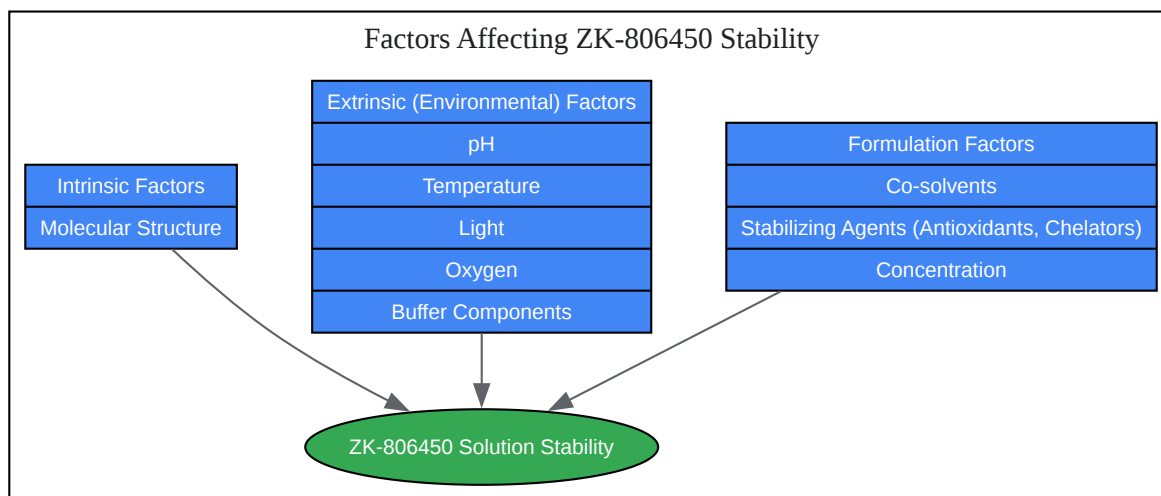 Factors Affecting ZK-806450 Stability
Intrinsic Factors
Molecular Structure
Extrinsic (Environmental) Factors
pH
Temperature
Light
Oxygen
Buffer Components
Formulation Factors
Co-solvents
Stabilizing Agents (Antioxidants, Chelators)
Concentration
ZK-806450 Solution Stability